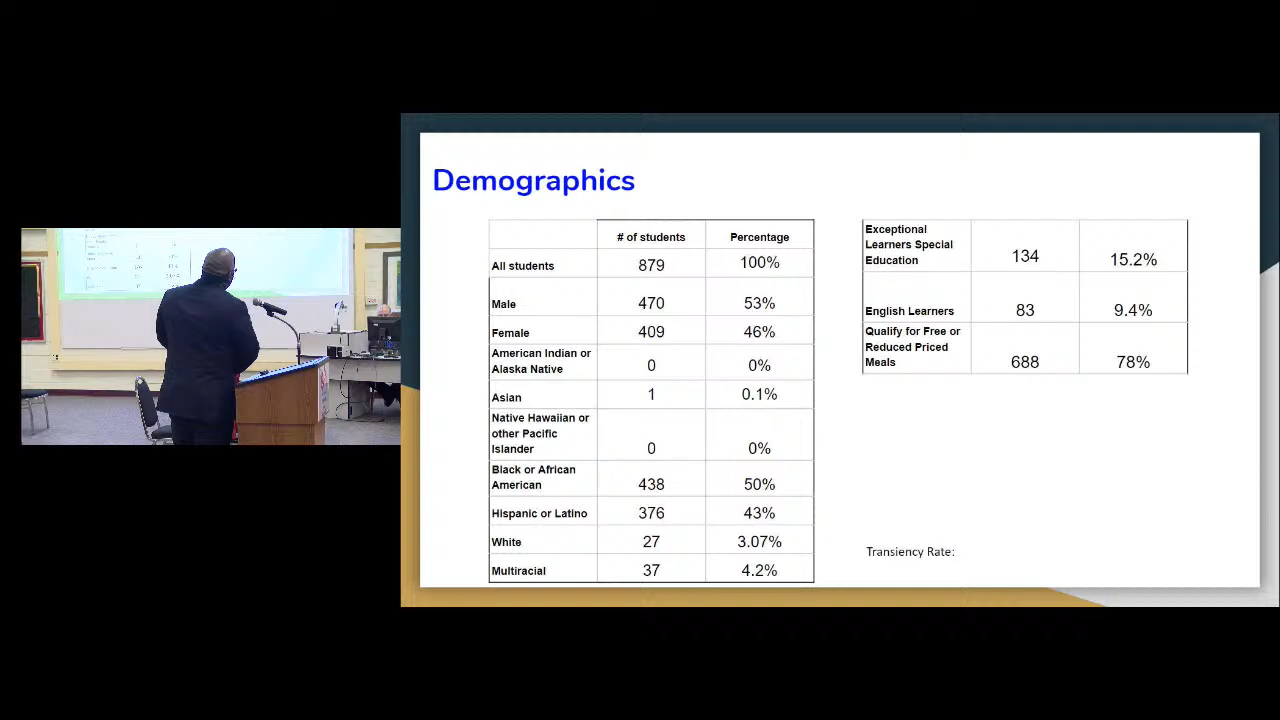 Demographics
# of students Percentage
All students 879 100%
Male 470 53%
Female 409 46%
American Indian or
Alaska Native 0 0%
Asian 1 0.1%
Native Hawaiian or
other Pacific
Islander 0 0%
Black or African
American 438 50%
Hispanic or Latino 376 43%
White 27 3.07%
Multiracial 37 4.2%
Exceptional
Learners Special
Education 134 15.2%
English Learners 83 9.4%
Qualify for Free or
Reduced Priced
Meals 688 78%
Transiency Rate: